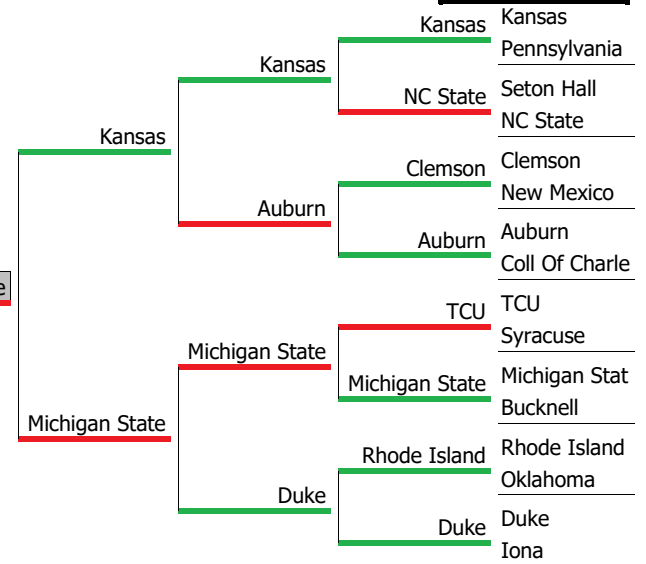 Kansas
Kansas
Pennsylvania
Kansas
NC State
Seton Hall
NC State
Kansas
Clemson
Clemson
New Mexico
Auburn
Auburn
Auburn
Coll Of Charle
e
TCU
TCU
Syracuse
Michigan State
Michigan State
Michigan Stat
Bucknell
Michigan State
Rhode Island
Rhode Island
Oklahoma
Duke
Duke
Duke
Iona